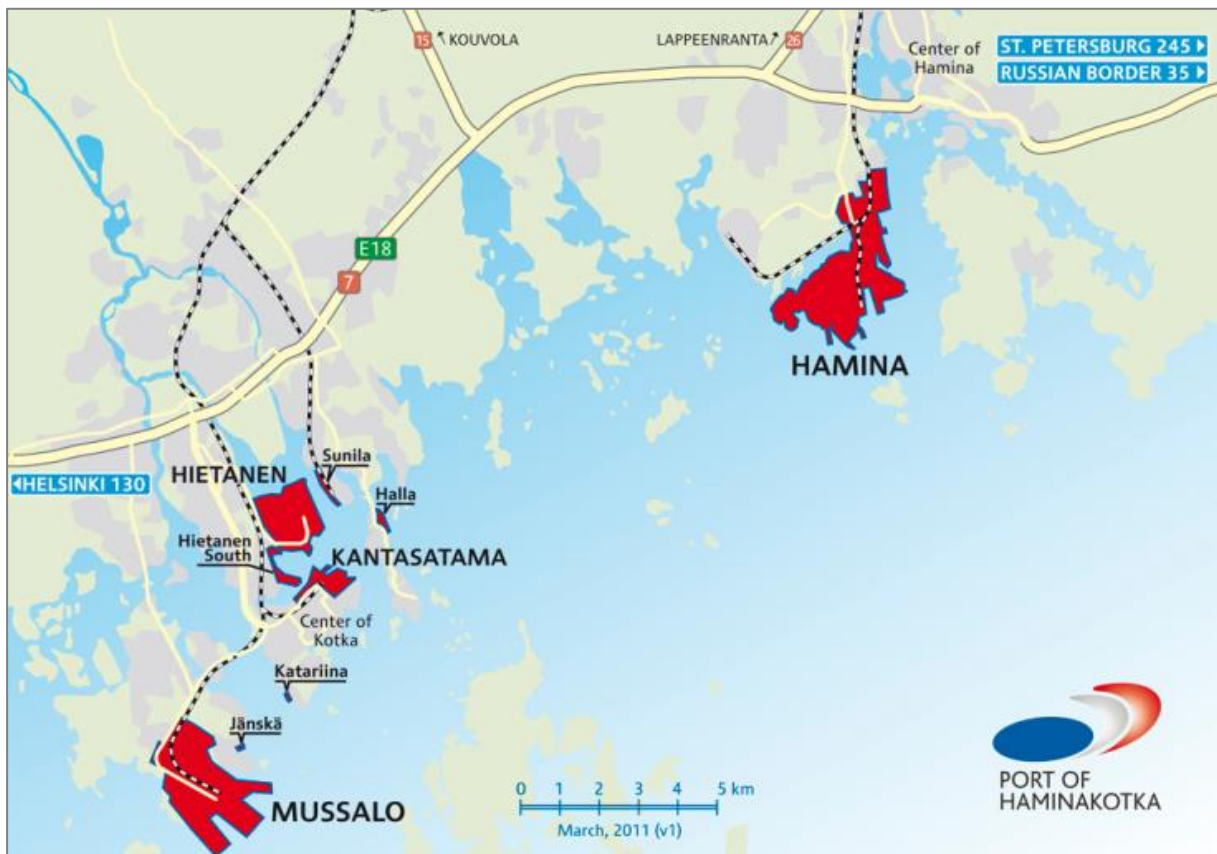 15
KOUVOLA
LAPPEENRANTA
26
Center of
Hamina
ST. PETERSBURG 245
RUSSIAN BORDER 35
E18
7
HAMINA
HELSINKI 130
HIETANEN
Sunila
Halla
Hietanen
South
KANTASATAMA
Center of
Kotka
Katariina
Jänskä
MUSSALO
0 1 2 3 4 5 km
March, 2011 (v1)
PORT OF
HAMINAKOTKA